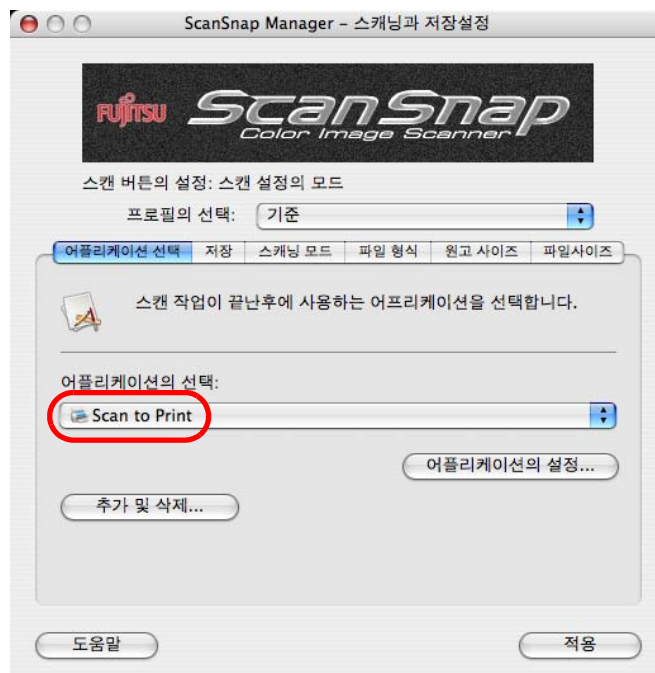 ScanSnap Manager – 스캐닝과 저장설정
FUJITSU ScanSnap
Color Image Scanner
스캔 버튼의 설정: 스캔 설정의 모드
프로필의 선택: 기준
어플리케이션 선택 저장 스캐닝 모드 파일 형식 원고 사이즈 파일사이즈
스캔 작업이 끝난후에 사용하는 어프리케이션을 선택합니다.
어플리케이션의 선택:
Scan to Print
어플리케이션의 설정...
추가 및 삭제...
도움말 적용